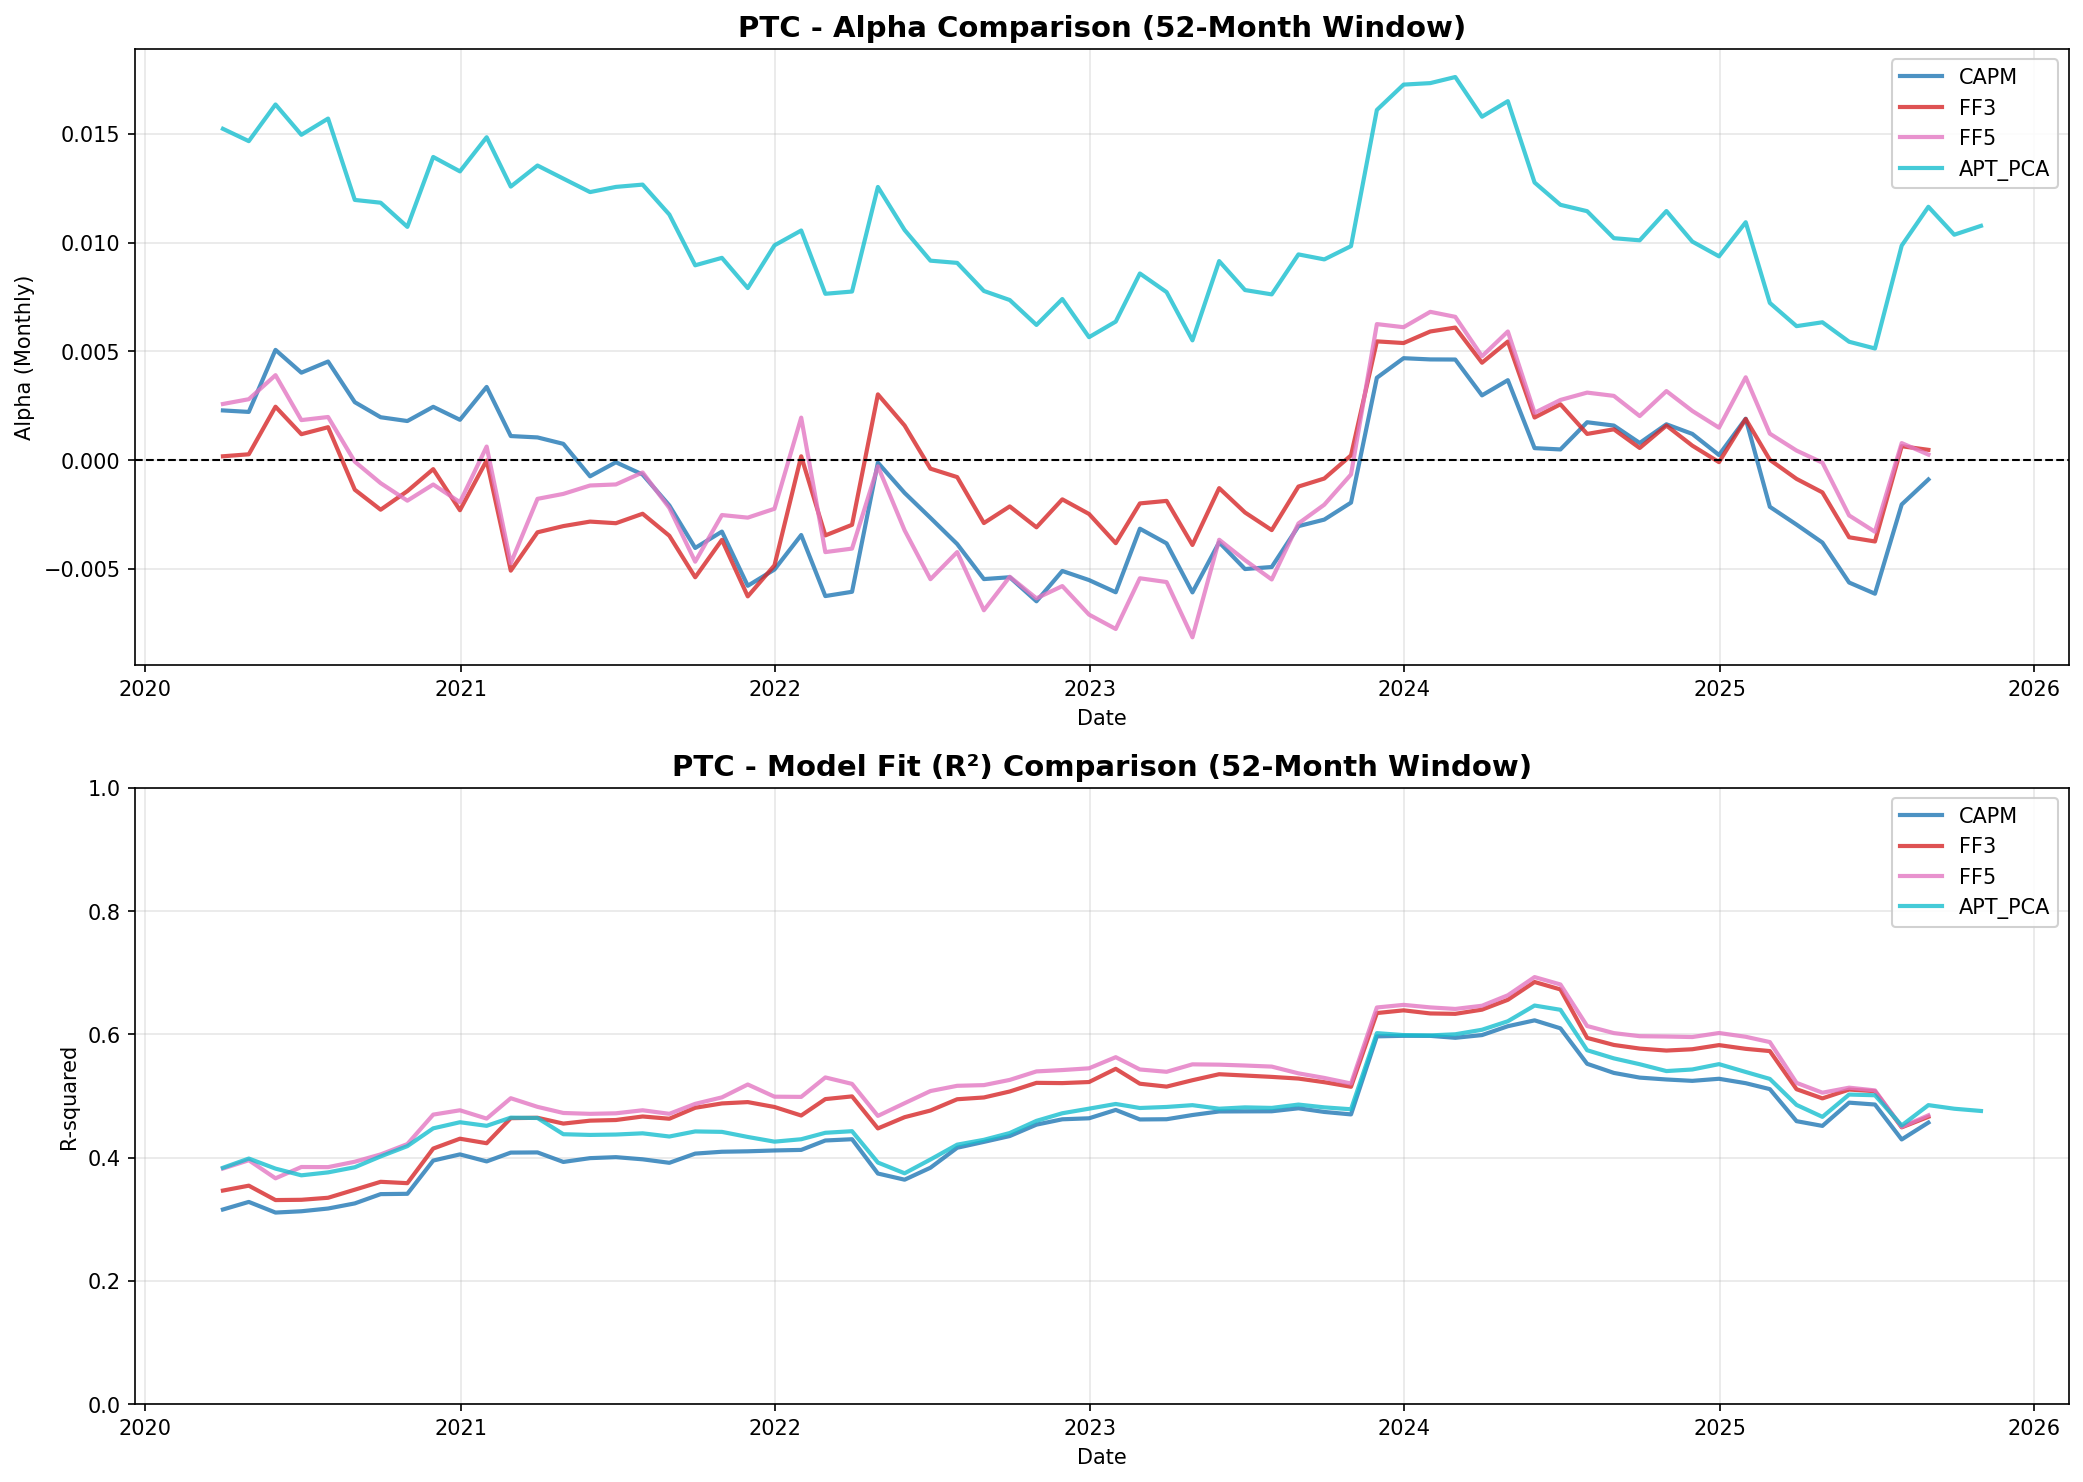 PTC - Alpha Comparison (52-Month Window)
CAPM
FF3
FF5
APT_PCA
Alpha (Monthly)
0.015
0.010
0.005
0.000
−0.005
2020
2021
2022
2023
2024
2025
2026
Date
PTC - Model Fit (R²) Comparison (52-Month Window)
CAPM
FF3
FF5
APT_PCA
R-squared
1.0
0.8
0.6
0.4
0.2
0.0
2020
2021
2022
2023
2024
2025
2026
Date